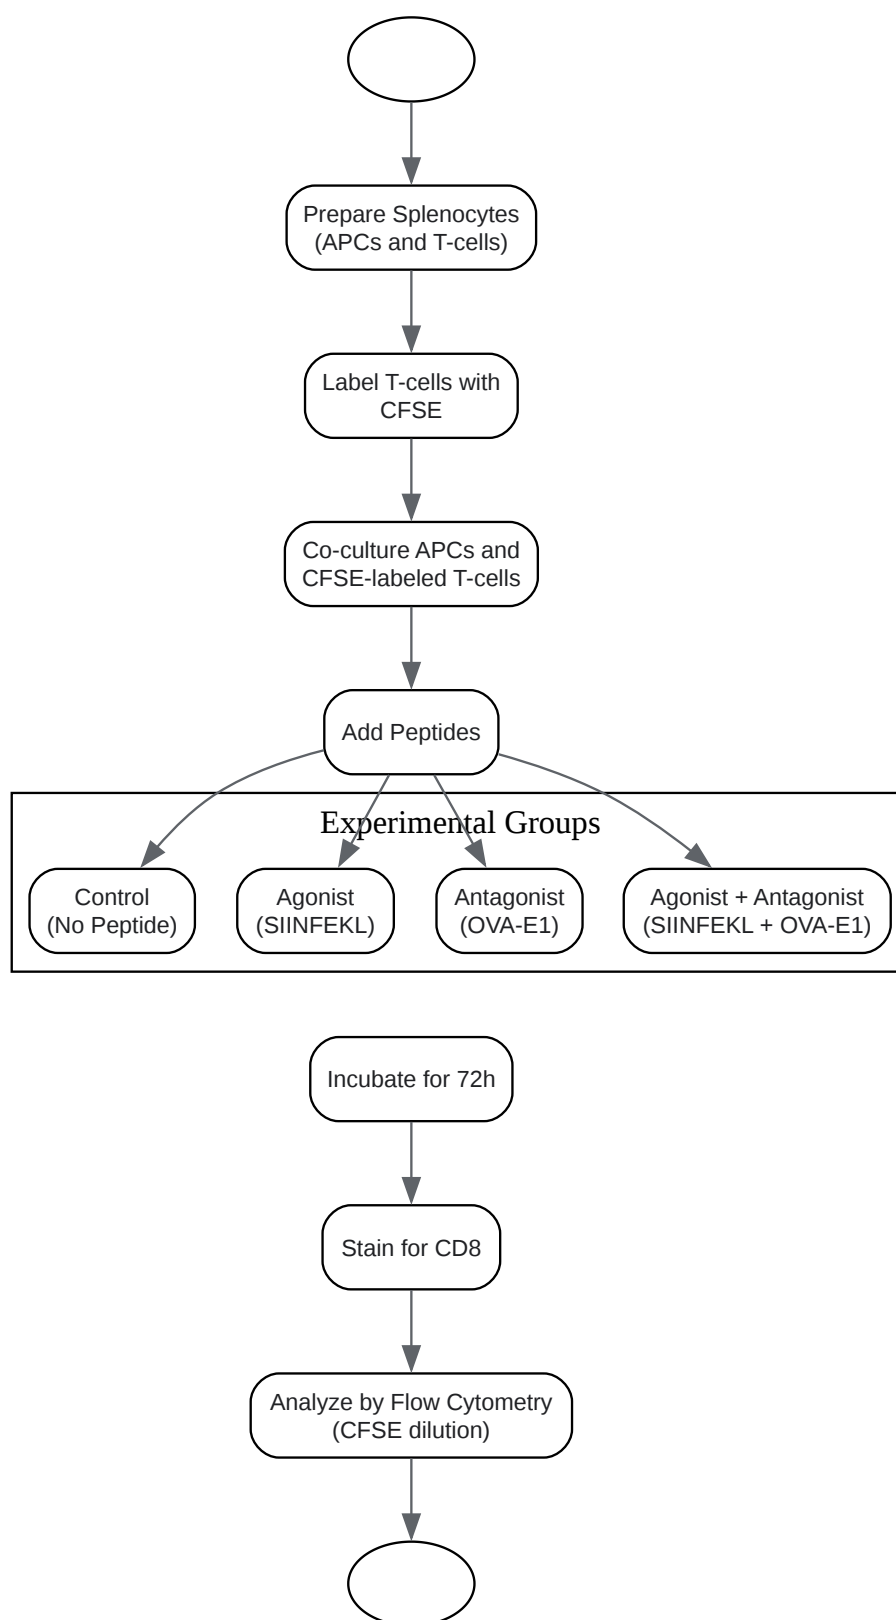 Prepare Splenocytes
(APCs and T-cells)
Label T-cells with
CFSE
Co-culture APCs and
CFSE-labeled T-cells
Add Peptides
Experimental Groups
Control
(No Peptide)
Agonist
(SIINFEKL)
Antagonist
(OVA-E1)
Agonist + Antagonist
(SIINFEKL + OVA-E1)
Incubate for 72h
Stain for CD8
Analyze by Flow Cytometry
(CFSE dilution)